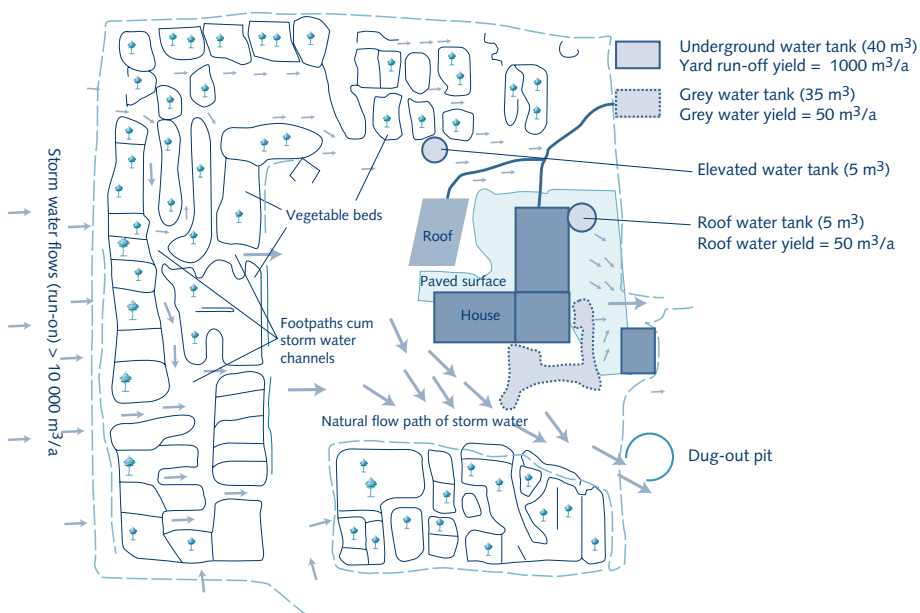 Underground water tank (40 m³)
Yard run-off yield = 1000 m³/a
Grey water tank (35 m³)
Grey water yield = 50 m³/a
Elevated water tank (5 m³)
Roof water tank (5 m³)
Roof water yield = 50 m³/a
Storm water flows (run-on) > 10 000 m³/a
Vegetable beds
Roof
Paved surface
House
Footpaths cum
storm water
channels
Natural flow path of storm water
Dug-out pit